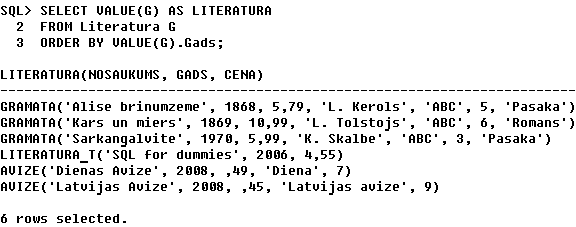 SQL> SELECT VALUE(G) AS LITERATURA
2 FROM Literatura G
3 ORDER BY VALUE(G).Gads;
LITERATURA(NOSAUKUMS, GADS, CENA)
--------------------------------------------------------------------------------
GRAMATA('Alise brinumzeme', 1868, 5,79, 'L. Kerols', 'ABC', 5, 'Pasaka')
GRAMATA('Kars un miers', 1869, 10,99, 'L. Tolstojs', 'ABC', 6, 'Romans')
GRAMATA('Sarkangalvite', 1970, 5,99, 'K. Skalbe', 'ABC', 3, 'Pasaka')
LITERATURA_T('SQL for dummies', 2006, 4,55)
AVIZE('Dienas Avize', 2008, ,49, 'Diena', 7)
AVIZE('Latvijas Avize', 2008, ,45, 'Latvijas avize', 9)
6 rows selected.